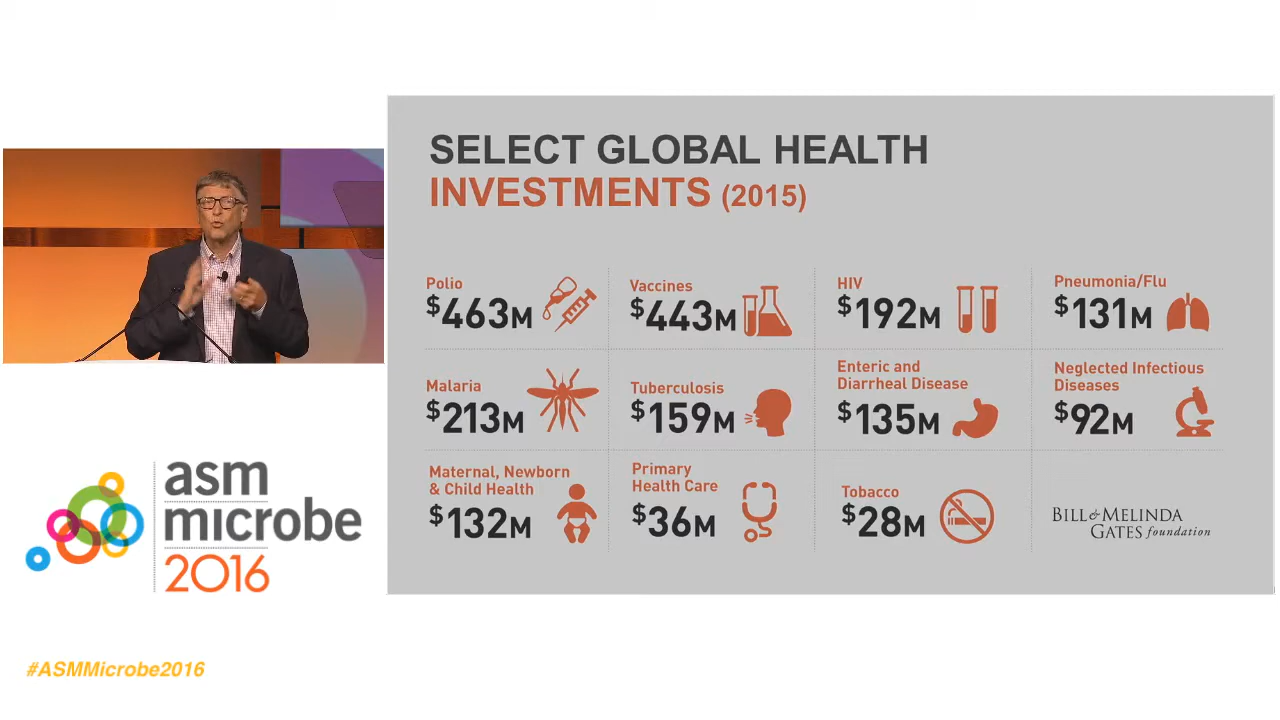 SELECT GLOBAL HEALTH
INVESTMENTS (2015)
Polio
$463M
Vaccines
$443M
HIV
$192M
Pneumonia/Flu
$131M
Malaria
$213M
Tuberculosis
$159M
Enteric and
Diarrheal Disease
$135M
Neglected Infectious
Diseases
$92M
Maternal, Newborn
& Child Health
$132M
Primary
Health Care
$36M
Tobacco
$28M
BILL & MELINDA
GATES foundation
asm
microbe
2016
#ASMMicrobe2016